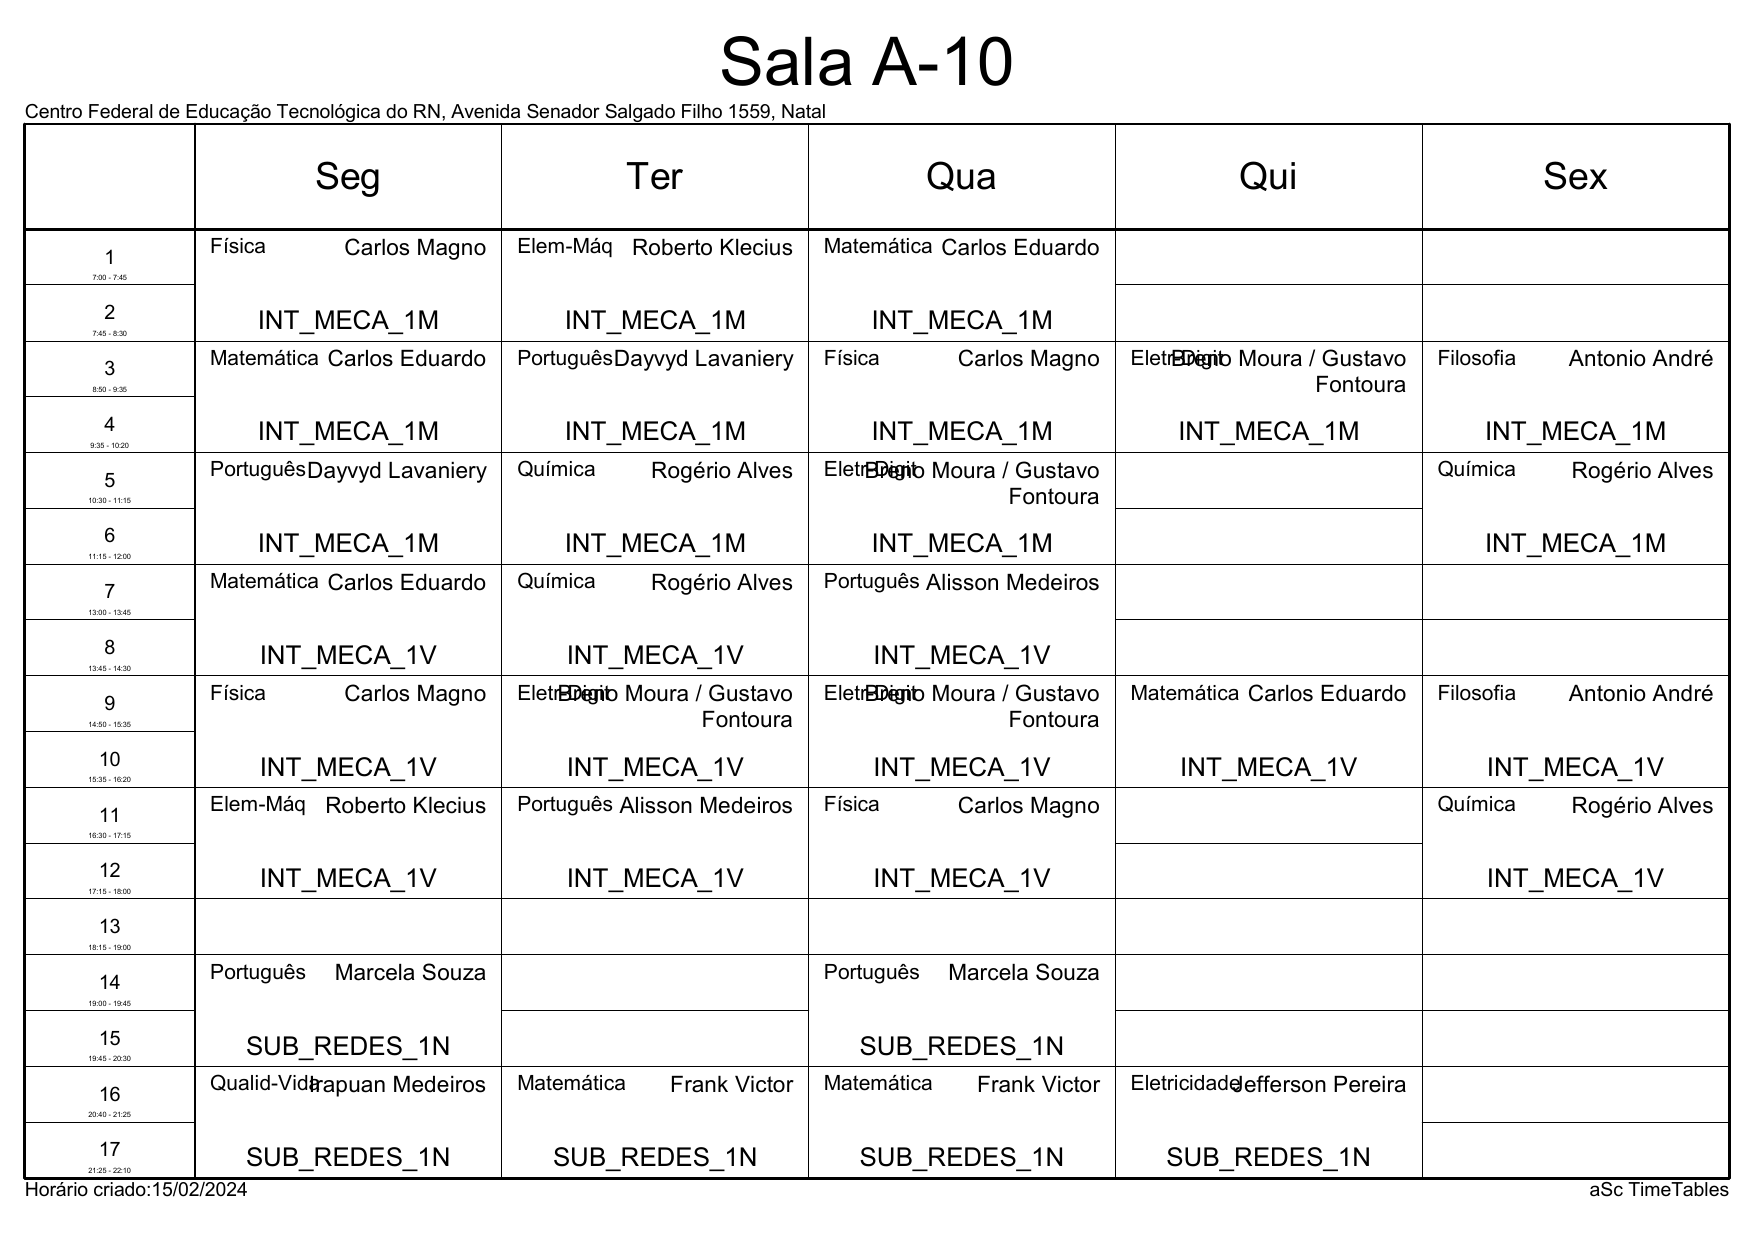 Sala A-10
Centro Federal de Educação Tecnológica do RN, Avenida Senador Salgado Filho 1559, Natal
Seg Ter Qua Qui Sex
1
7:00 - 7:45
Física Carlos Magno Elem-Máq Roberto Klecius Matemática Carlos Eduardo
2
7:45 - 8:30
INT_MECA_1M INT_MECA_1M INT_MECA_1M
3
8:50 - 9:35
Matemática Carlos Eduardo Português Dayvyd Lavaniery Física Carlos Magno Eletr-Digit Breno Moura / Gustavo Filosofia Antonio André
Fontoura
4
9:35 - 10:20
INT_MECA_1M INT_MECA_1M INT_MECA_1M INT_MECA_1M INT_MECA_1M
5
10:30 - 11:15
Português Dayvyd Lavaniery Química Rogério Alves Eletr-Digit Breno Moura / Gustavo Química Rogério Alves
Fontoura
6
11:15 - 12:00
INT_MECA_1M INT_MECA_1M INT_MECA_1M INT_MECA_1M
7
13:00 - 13:45
Matemática Carlos Eduardo Química Rogério Alves Português Alisson Medeiros
8
13:45 - 14:30
INT_MECA_1V INT_MECA_1V INT_MECA_1V
9
14:50 - 15:35
Física Carlos Magno Eletr-Digit Breno Moura / Gustavo Eletr-Digit Breno Moura / Gustavo Matemática Carlos Eduardo Filosofia Antonio André
Fontoura Fontoura
10
15:35 - 16:20
INT_MECA_1V INT_MECA_1V INT_MECA_1V INT_MECA_1V INT_MECA_1V
11
16:30 - 17:15
Elem-Máq Roberto Klecius Português Alisson Medeiros Física Carlos Magno Química Rogério Alves
12
17:15 - 18:00
INT_MECA_1V INT_MECA_1V INT_MECA_1V INT_MECA_1V
13
18:15 - 19:00
14
19:00 - 19:45
Português Marcela Souza Português Marcela Souza
15
19:45 - 20:30
SUB_REDES_1N SUB_REDES_1N
16
20:40 - 21:25
Qualid-Vida Irapuan Medeiros Matemática Frank Victor Matemática Frank Victor Eletricidade Jefferson Pereira
17
21:25 - 22:10
SUB_REDES_1N SUB_REDES_1N SUB_REDES_1N SUB_REDES_1N
Horário criado:15/02/2024 aSc TimeTables